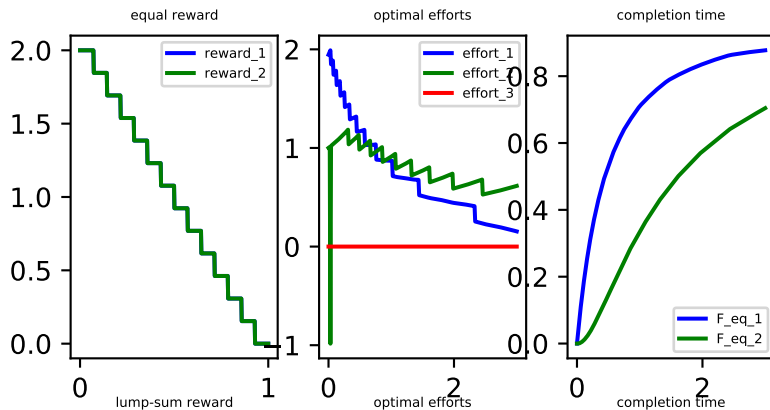 equal reward
optimal efforts
completion time
2.0
1.5
1.0
0.5
0.0
reward_1
reward_2
0
1
lump-sum reward
2
1
0
−1
effort_1
effort_2
effort_3
0
2
optimal efforts
0.8
0.6
0.4
0.2
0.0
F_eq_1
F_eq_2
0
2
completion time